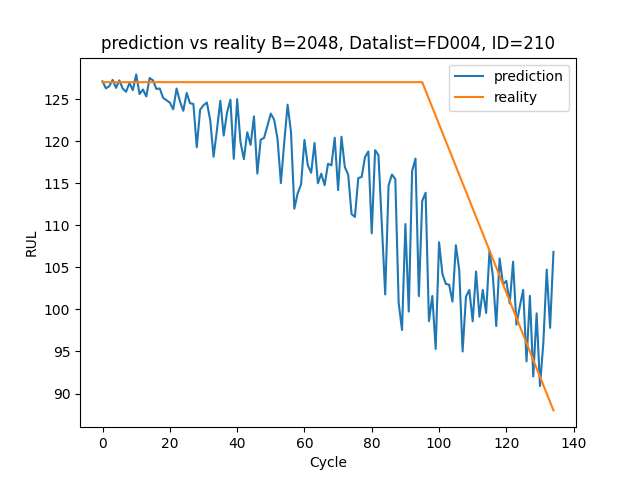 prediction vs reality B=2048, Datalist=FD004, ID=210
prediction
reality
125
120
115
110
105
100
95
90
RUL
0 20 40 60 80 100 120 140
Cycle